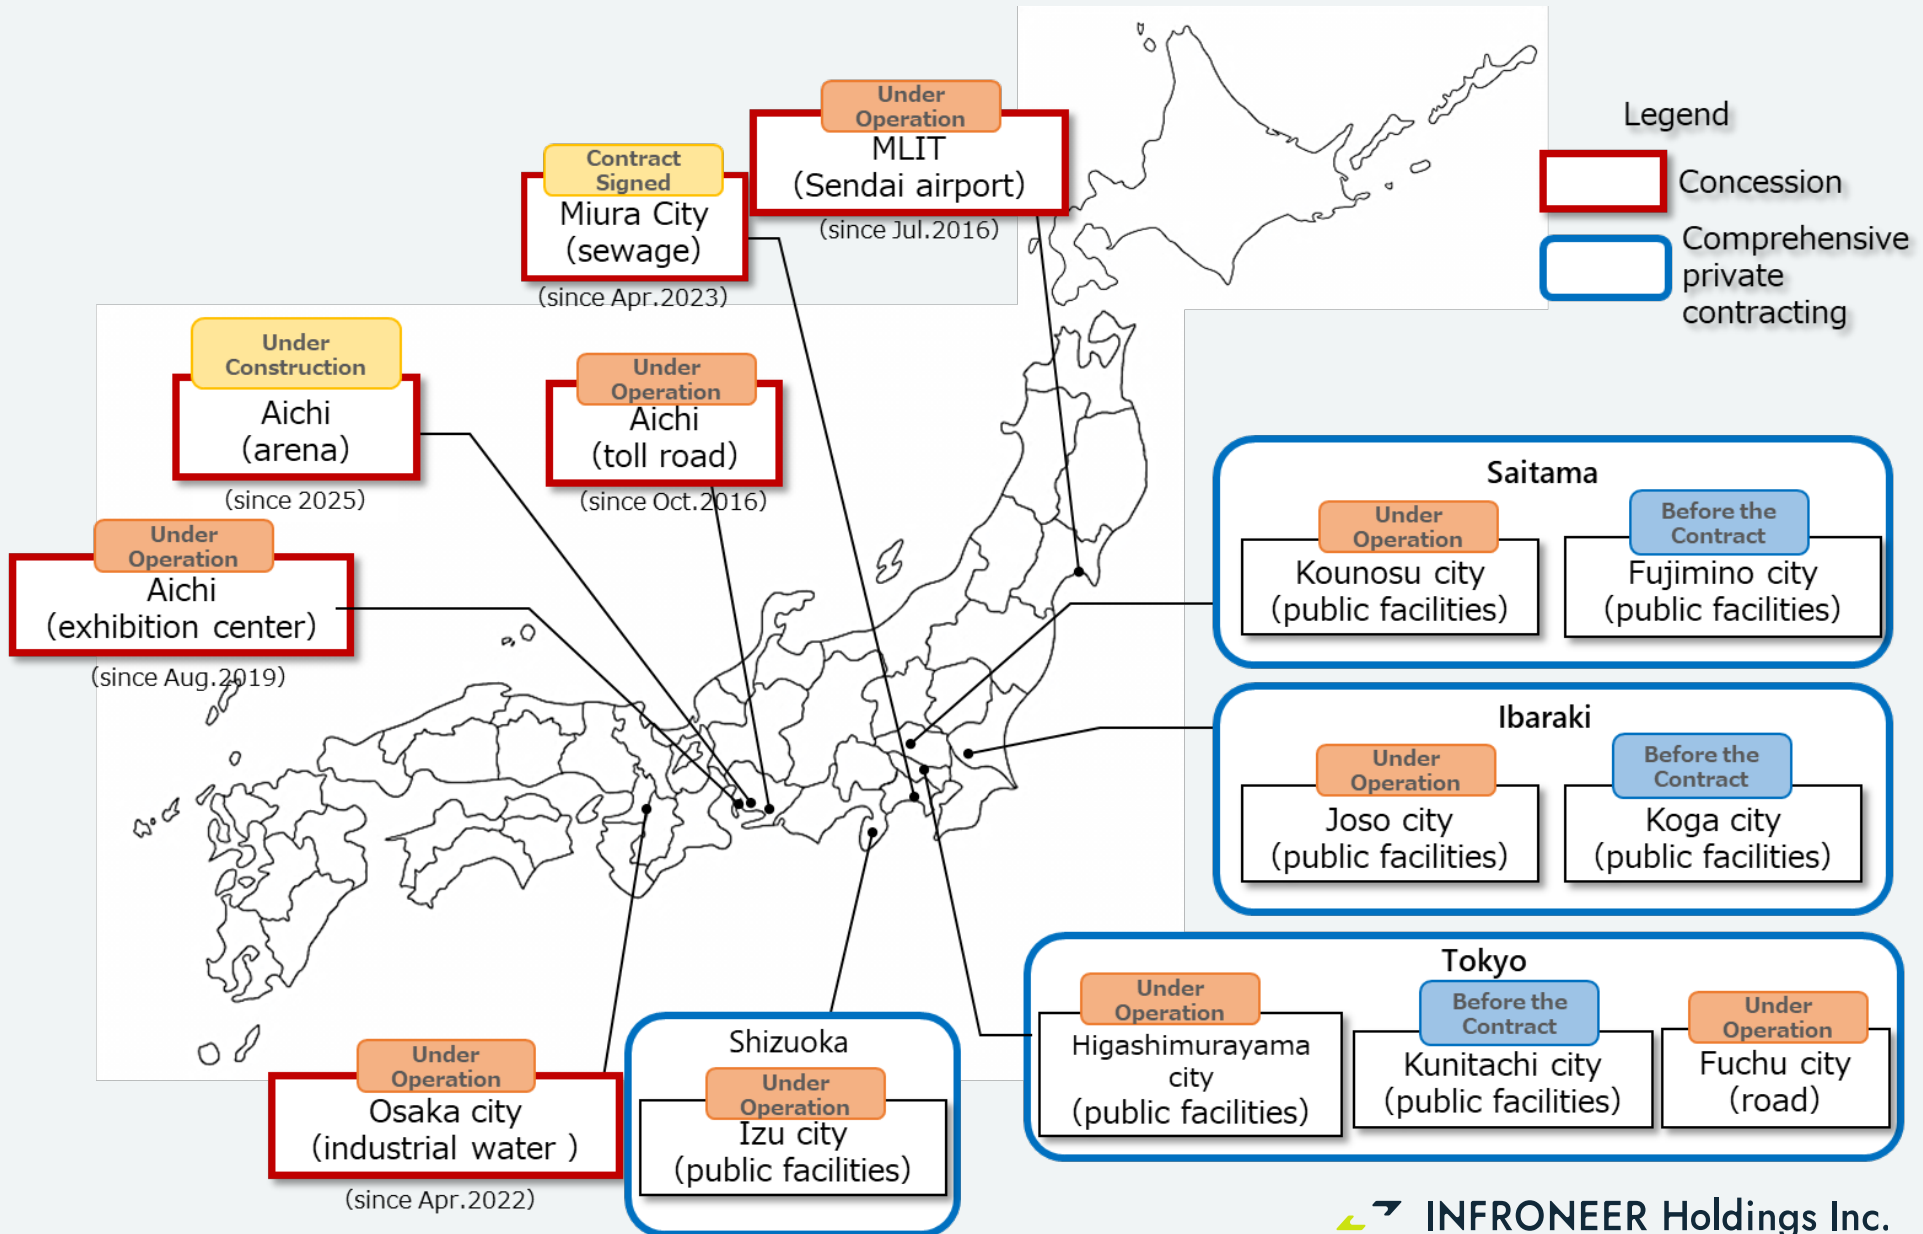 Under
Operation
MLIT
(Sendai airport)
(since Jul.2016)
Contract
Signed
Miura City
(sewage)
(since Apr.2023)
Legend
Concession
Comprehensive
private
contracting
Under
Construction
Aichi
(arena)
(since 2025)
Under
Operation
Aichi
(toll road)
(since Oct.2016)
Under
Operation
Aichi
(exhibition center)
(since Aug.2019)
Saitama
Under
Operation
Kounosu city
(public facilities)
Before the
Contract
Fujimino city
(public facilities)
Ibaraki
Under
Operation
Joso city
(public facilities)
Before the
Contract
Koga city
(public facilities)
Tokyo
Under
Operation
Higashimurayama
city
(public facilities)
Before the
Contract
Kunitachi city
(public facilities)
Under
Operation
Fuchu city
(road)
Under
Operation
Osaka city
(industrial water )
(since Apr.2022)
Shizuoka
Under
Operation
Izu city
(public facilities)
INFRONEER Holdings Inc.